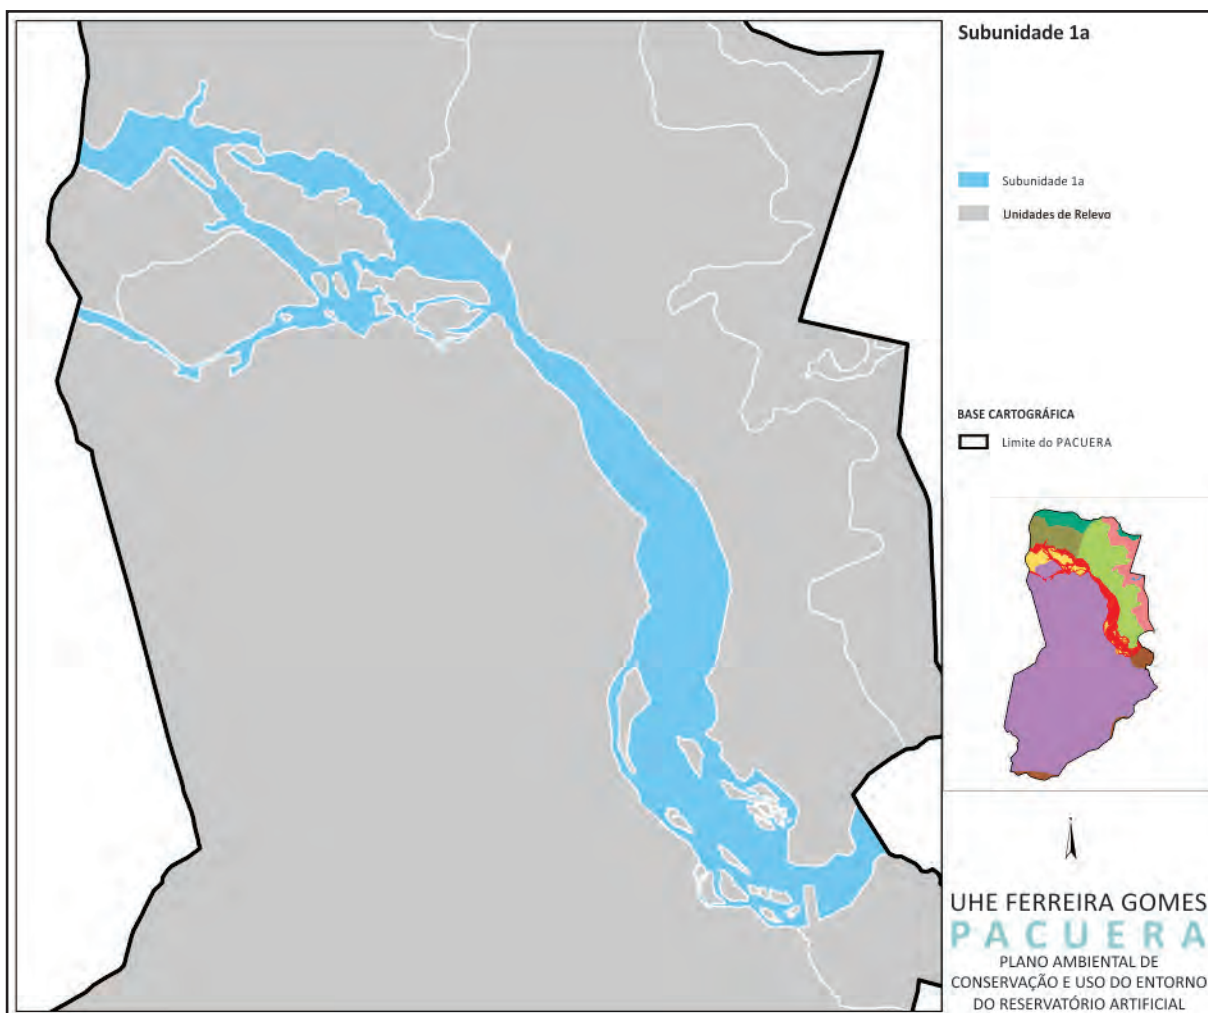 Subunidade 1a
Subunidade 1a
Unidades de Relevo
BASE CARTOGRÁFICA
Limite do PACUERA
UHE FERREIRA GOMES
PACUERA
PLANO AMBIENTAL DE
CONSERVAÇÃO E USO DO ENTORNO
DO RESERVATÓRIO ARTIFICIAL